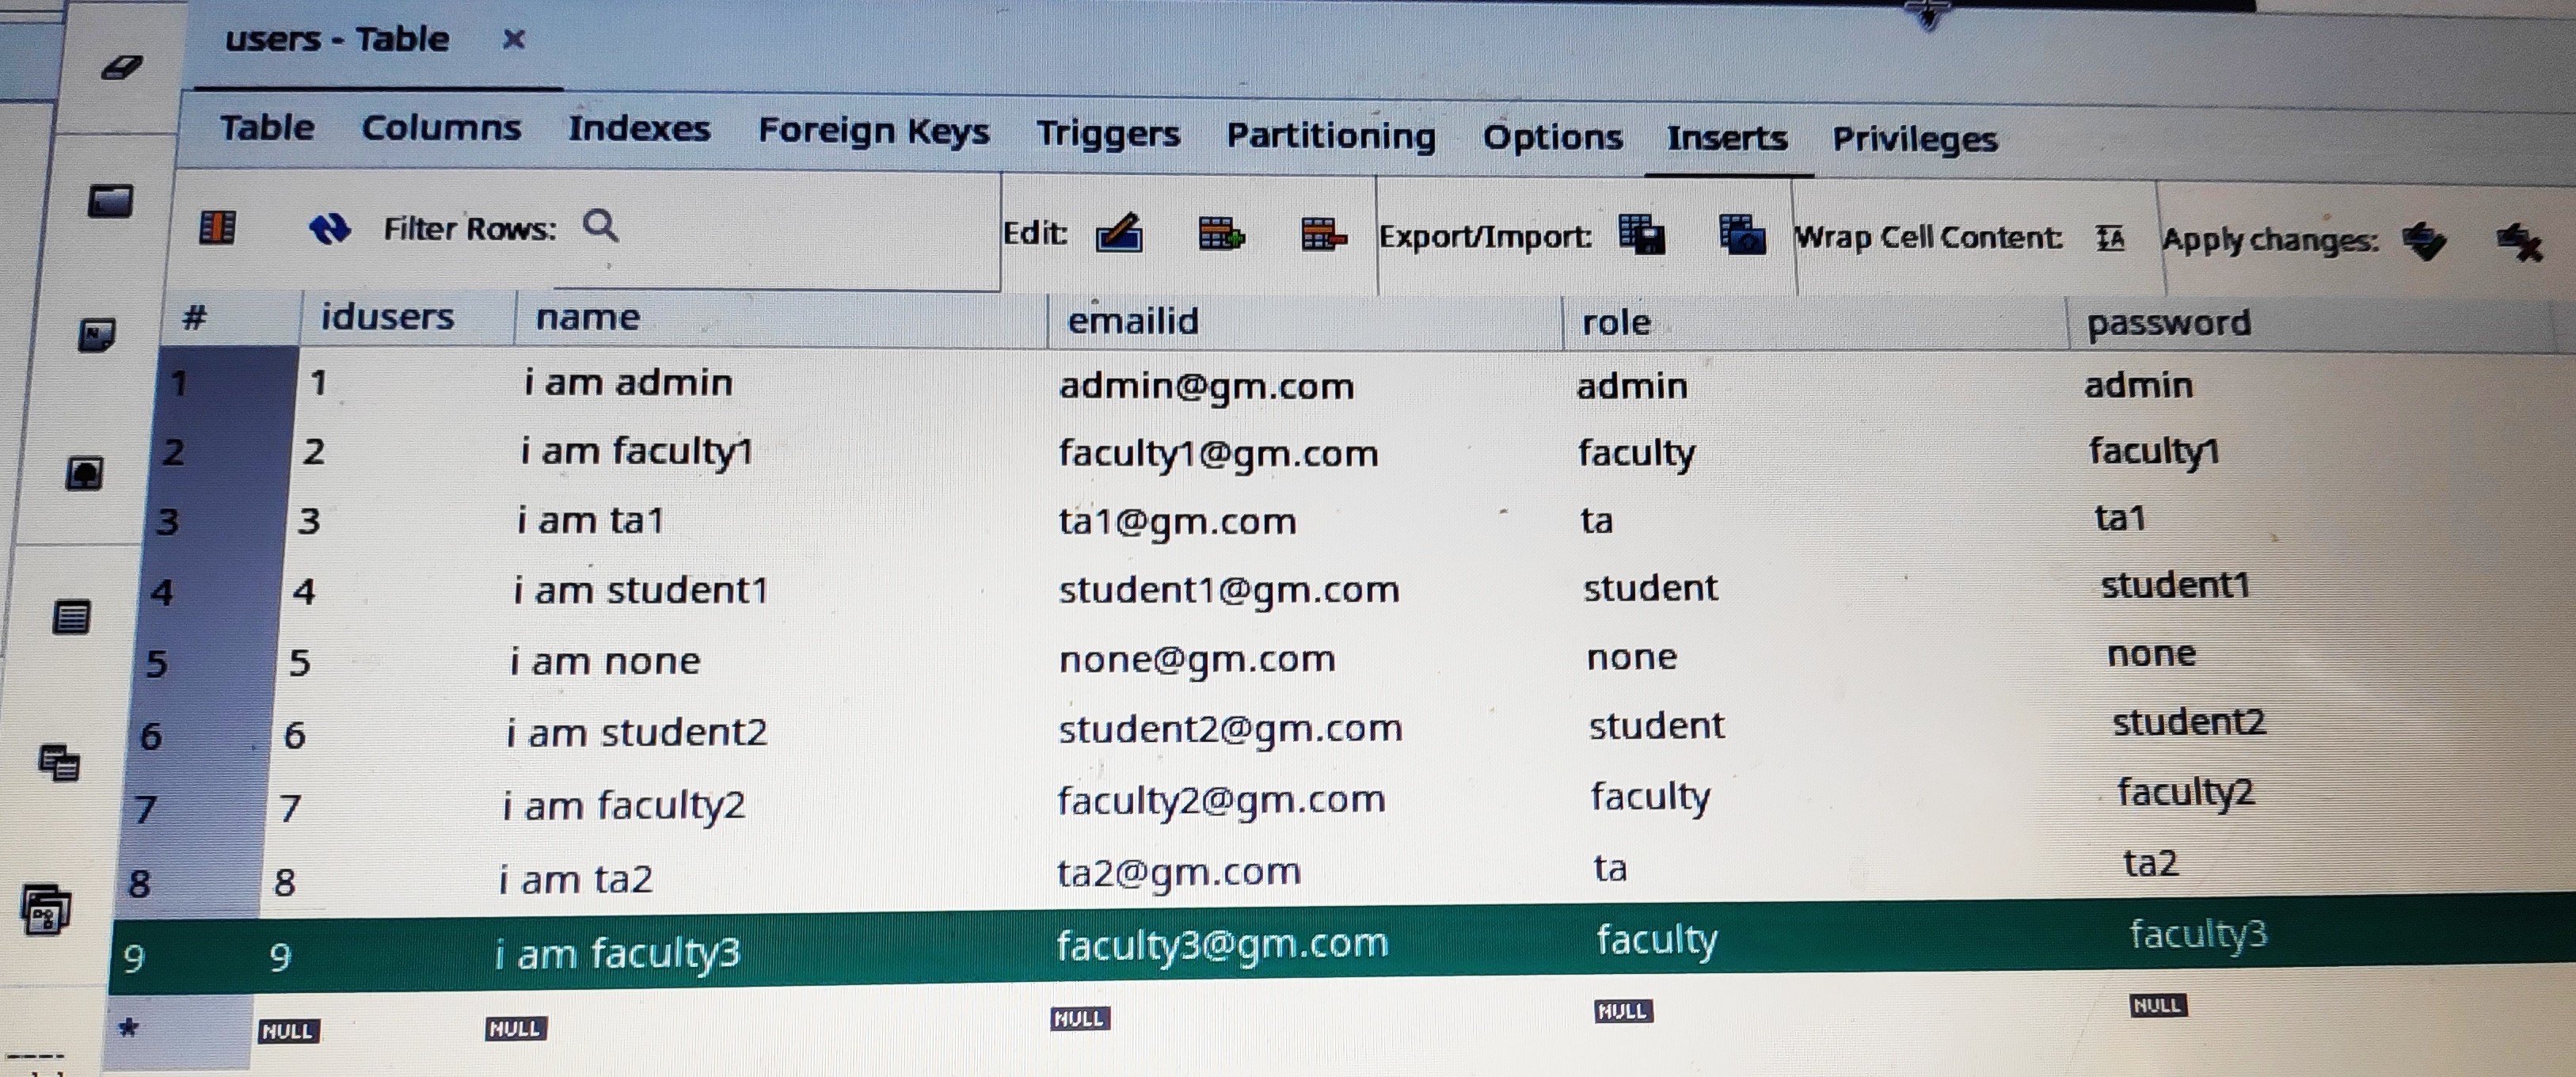 users - Table ×
Table Columns Indexes Foreign Keys Triggers Partitioning Options Inserts Privileges
Filter Rows: Edit: Export/Import: Wrap Cell Content: Apply changes:
# idusers name emailid role password
1 1 i am admin admin@gm.com admin admin
2 2 i am faculty1 faculty1@gm.com faculty faculty1
3 3 i am ta1 ta1@gm.com ta ta1
4 4 i am student1 student1@gm.com student student1
5 5 i am none none@gm.com none none
6 6 i am student2 student2@gm.com student student2
7 7 i am faculty2 faculty2@gm.com faculty faculty2
8 8 i am ta2 ta2@gm.com ta ta2
9 9 i am faculty3 faculty3@gm.com faculty faculty3
* NULL NULL NULL NULL NULL